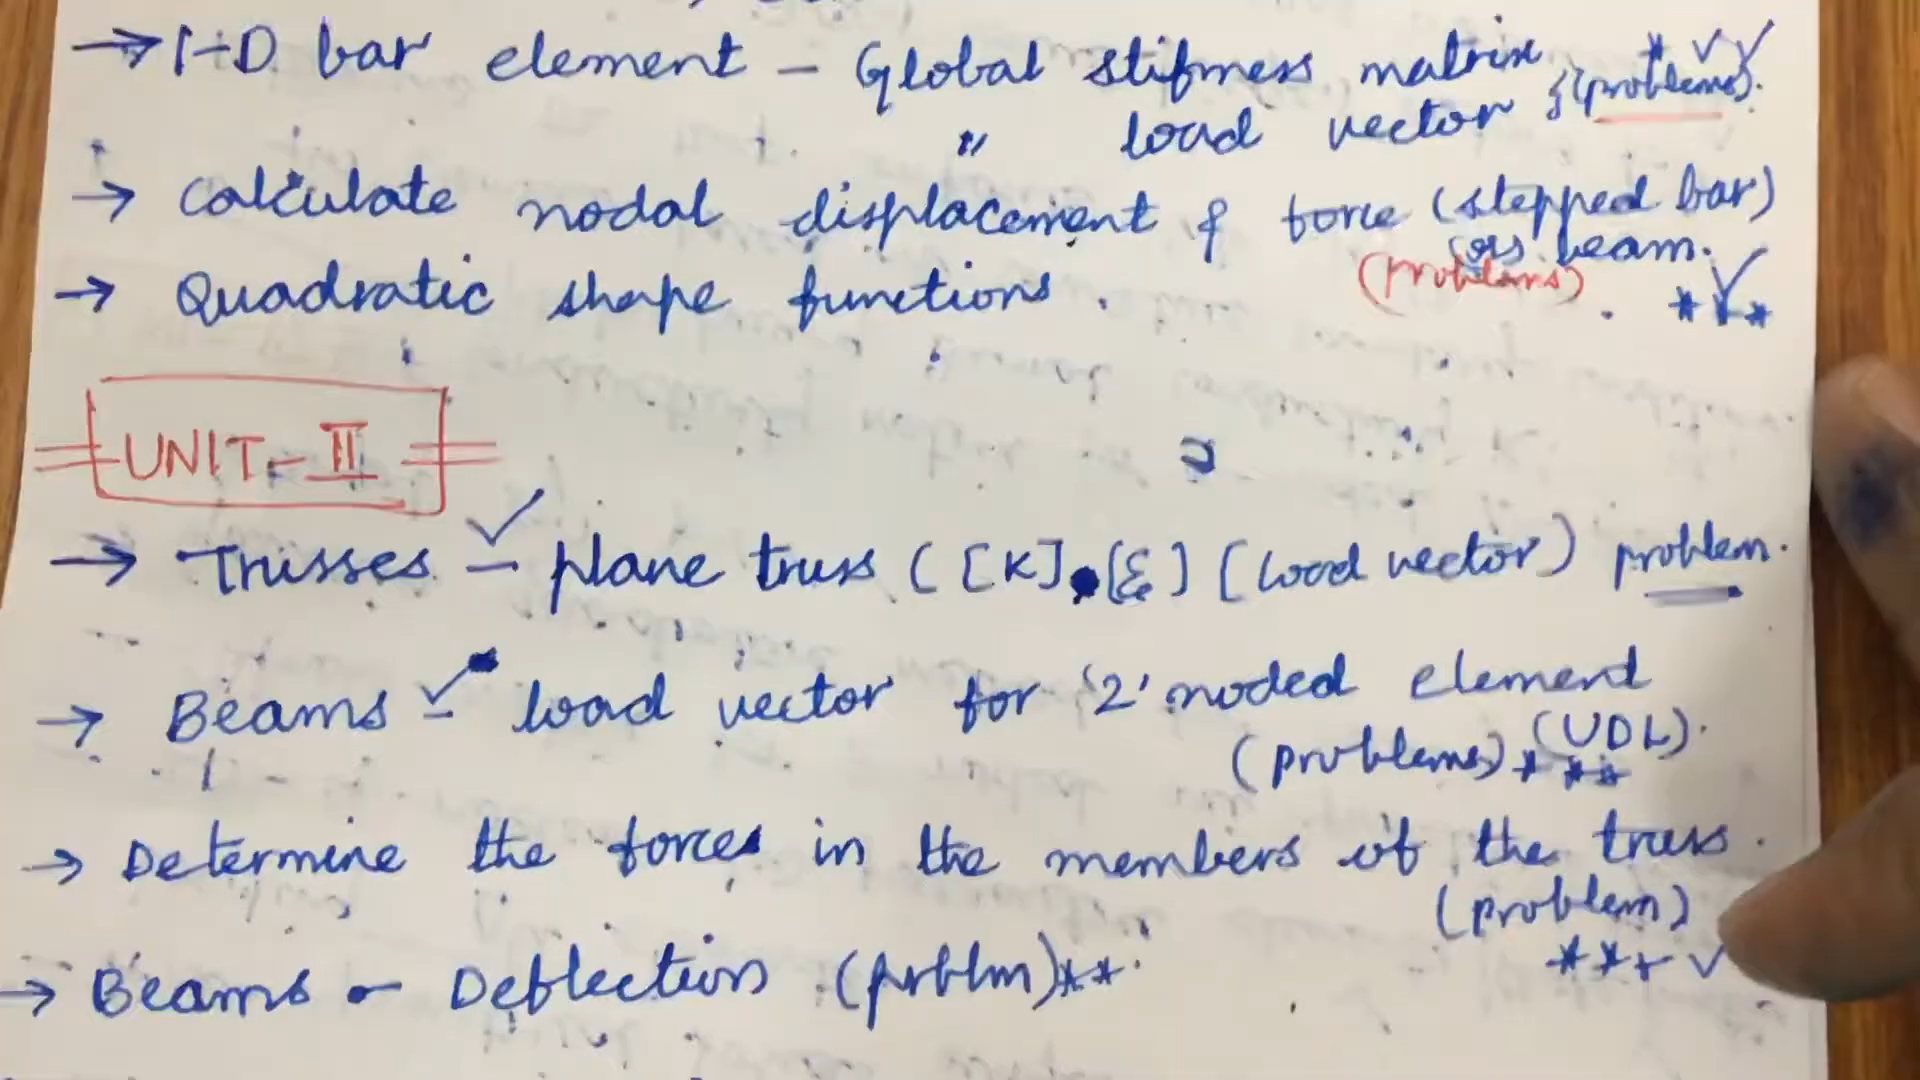 → 1-D bar element - Global stifness matrix } (problems). * ✓✓
" load vector
→ Calculate nodal displacement & force (stepped bar)
(or) beam.
(problems)
→ Quadratic shape functions. *** ✓
UNIT-II
→ Trusses ✓ - plane truss ([K] [ε] [load vector) problem.
→ Beams ✓ - load vector for '2' noded element
(UDL).
(problems) ***
→ Determine the forces in the members of the truss.
(problem)
*** ✓
→ Beams - Deflection (problm)**